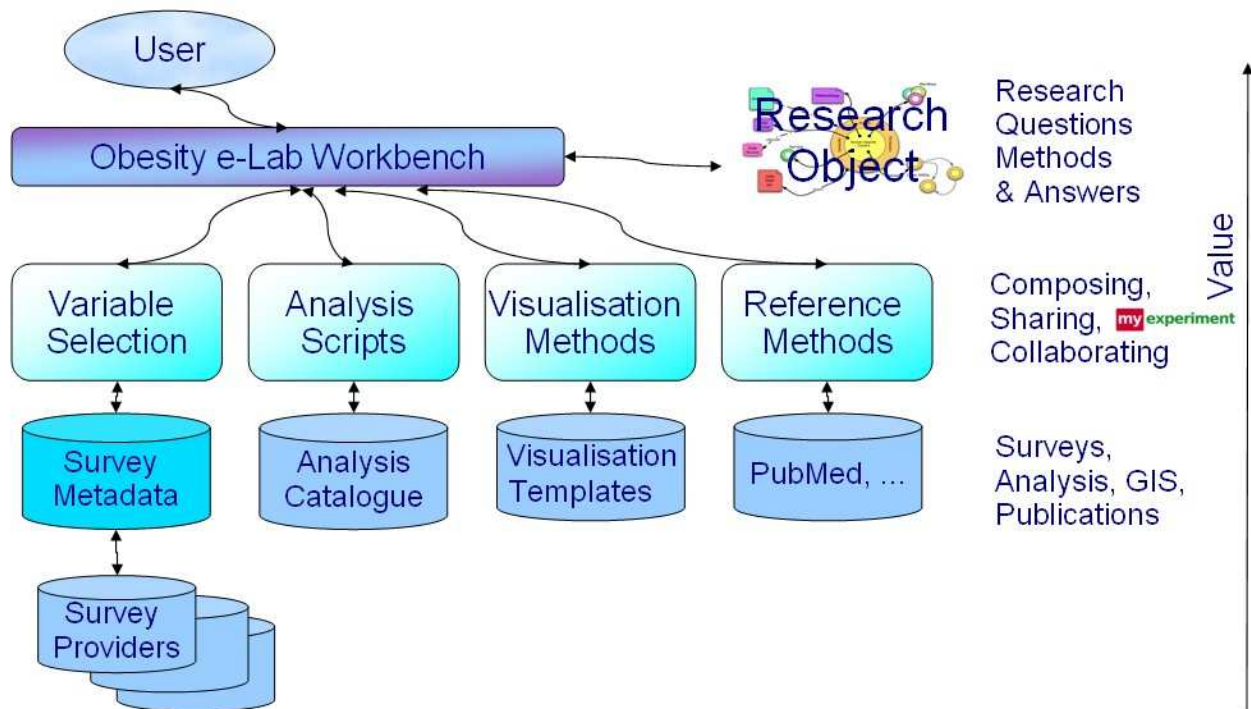 User
Obesity e-Lab Workbench
Research
Object
Research
Questions
Methods
& Answers
Value
Variable
Selection
Analysis
Scripts
Visualisation
Methods
Reference
Methods
Composing,
Sharing, my experiment
Collaborating
Survey
Metadata
Analysis
Catalogue
Visualisation
Templates
PubMed, ...
Surveys,
Analysis, GIS,
Publications
Survey
Providers